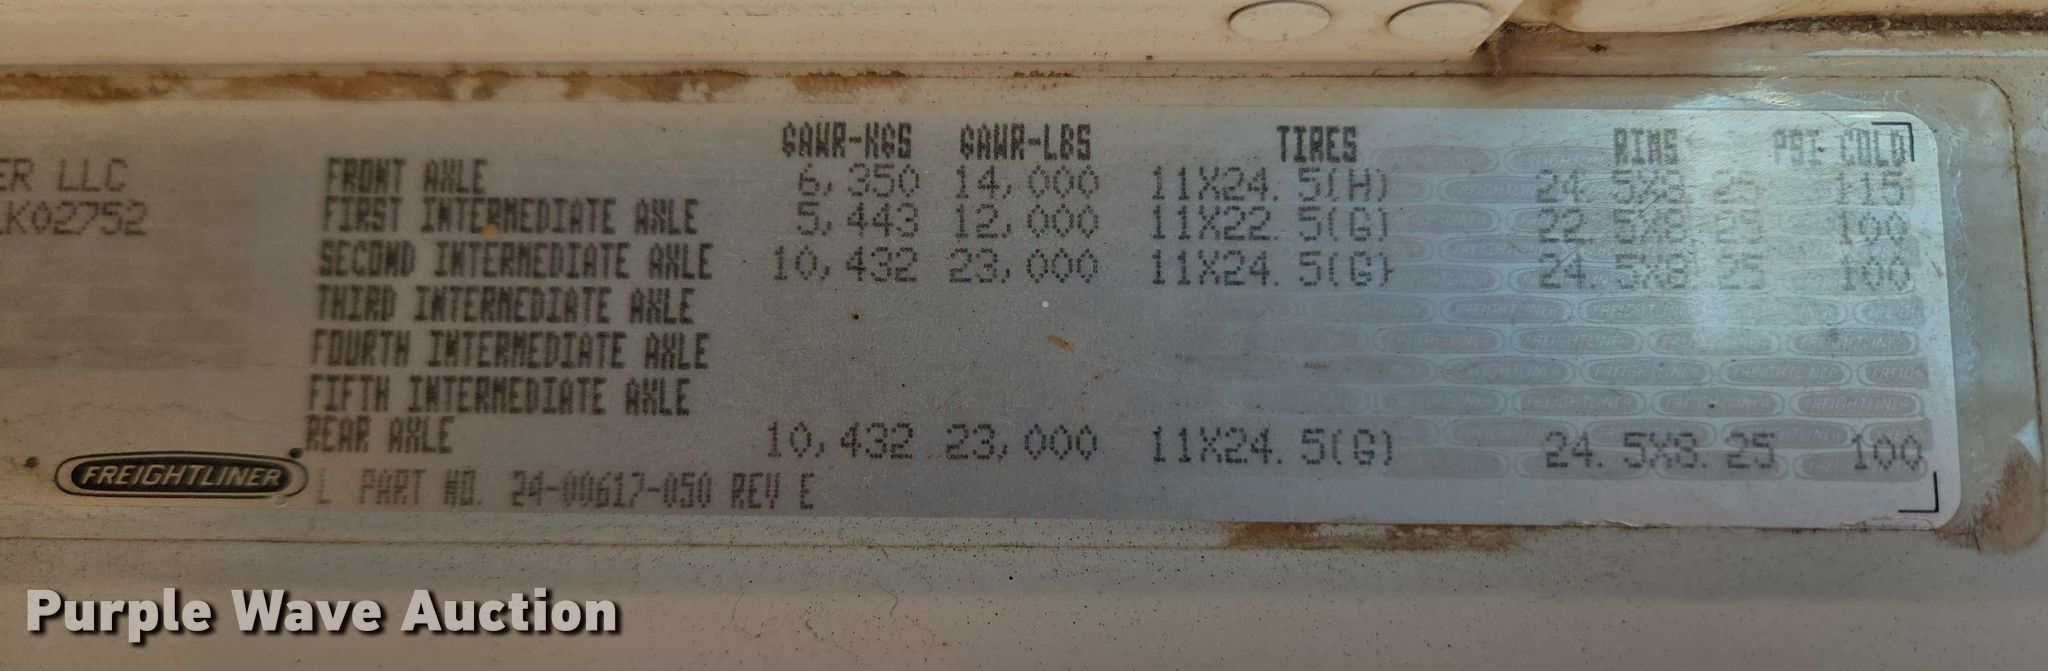 GAWR-KGS GAWR-LBS TIRES RIMS PSI COLD
ER LLC FRONT AXLE 6,350 14,000 11X24.5(H) 24.5X8.25 115
LK02752 FIRST INTERMEDIATE AXLE 5,443 12,000 11X22.5(G) 22.5X8.25 100
SECOND INTERMEDIATE AXLE 10,432 23,000 11X24.5(G) 24.5X8.25 100
THIRD INTERMEDIATE AXLE
FOURTH INTERMEDIATE AXLE
FIFTH INTERMEDIATE AXLE
REAR AXLE 10,432 23,000 11X24.5(G) 24.5X8.25 100
FREIGHTLINER L PART NO. 24-00617-050 REV E
Purple Wave Auction